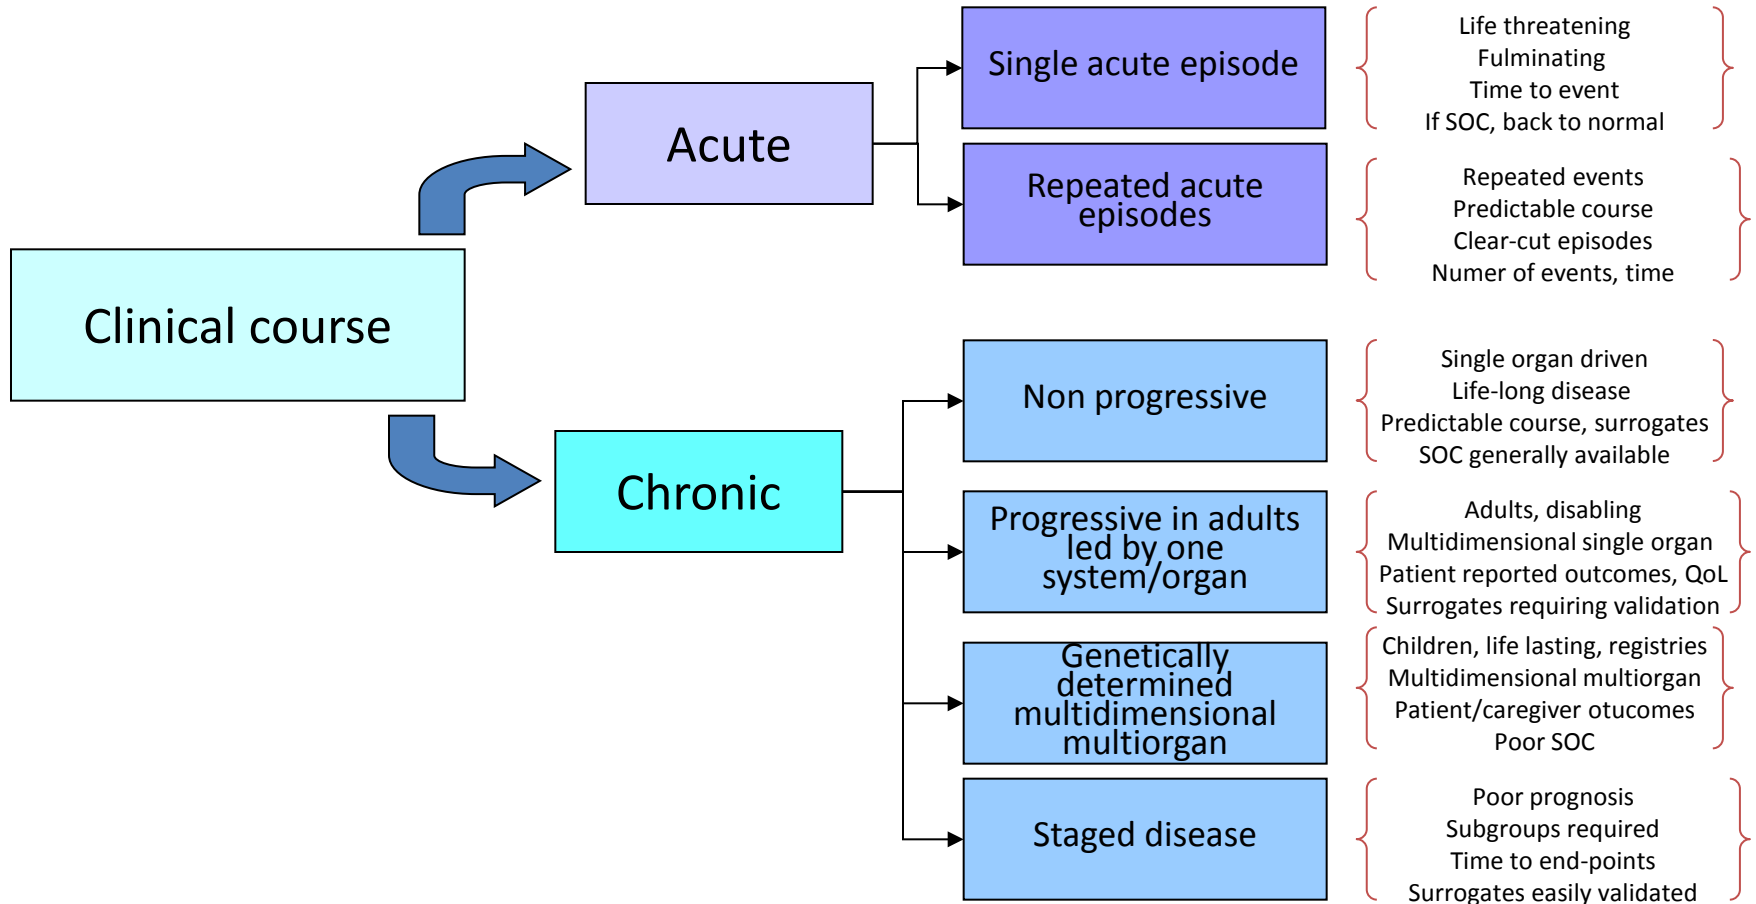 Clinical course
Acute
Single acute episode
Life threatening
Fulminating
Time to event
If SOC, back to normal
Repeated acute
episodes
Repeated events
Predictable course
Clear-cut episodes
Numer of events, time
Chronic
Non progressive
Single organ driven
Life-long disease
Predictable course, surrogates
SOC generally available
Progressive in adults
led by one
system/organ
Adults, disabling
Multidimensional single organ
Patient reported outcomes, QoL
Surrogates requiring validation
Genetically
determined
multidimensional
multiorgan
Children, life lasting, registries
Multidimensional multiorgan
Patient/caregiver otucomes
Poor SOC
Staged disease
Poor prognosis
Subgroups required
Time to end-points
Surrogates easily validated